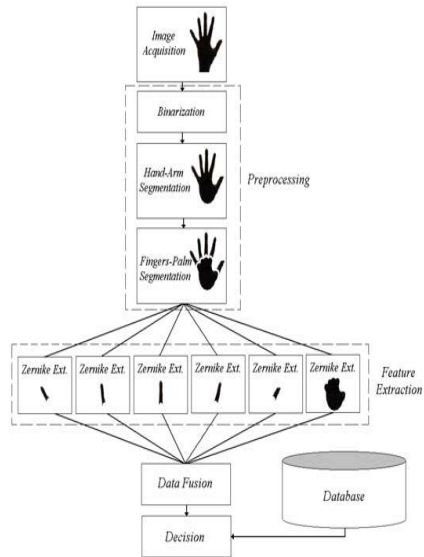 Image
Acquisition
Binarization
Hand-Arm
Segmentation
Preprocessing
Fingers-Palm
Segmentation
Zernike Ext. Zernike Ext. Zernike Ext. Zernike Ext. Zernike Ext. Zernike Ext.
Feature
Extraction
Data Fusion
Database
Decision